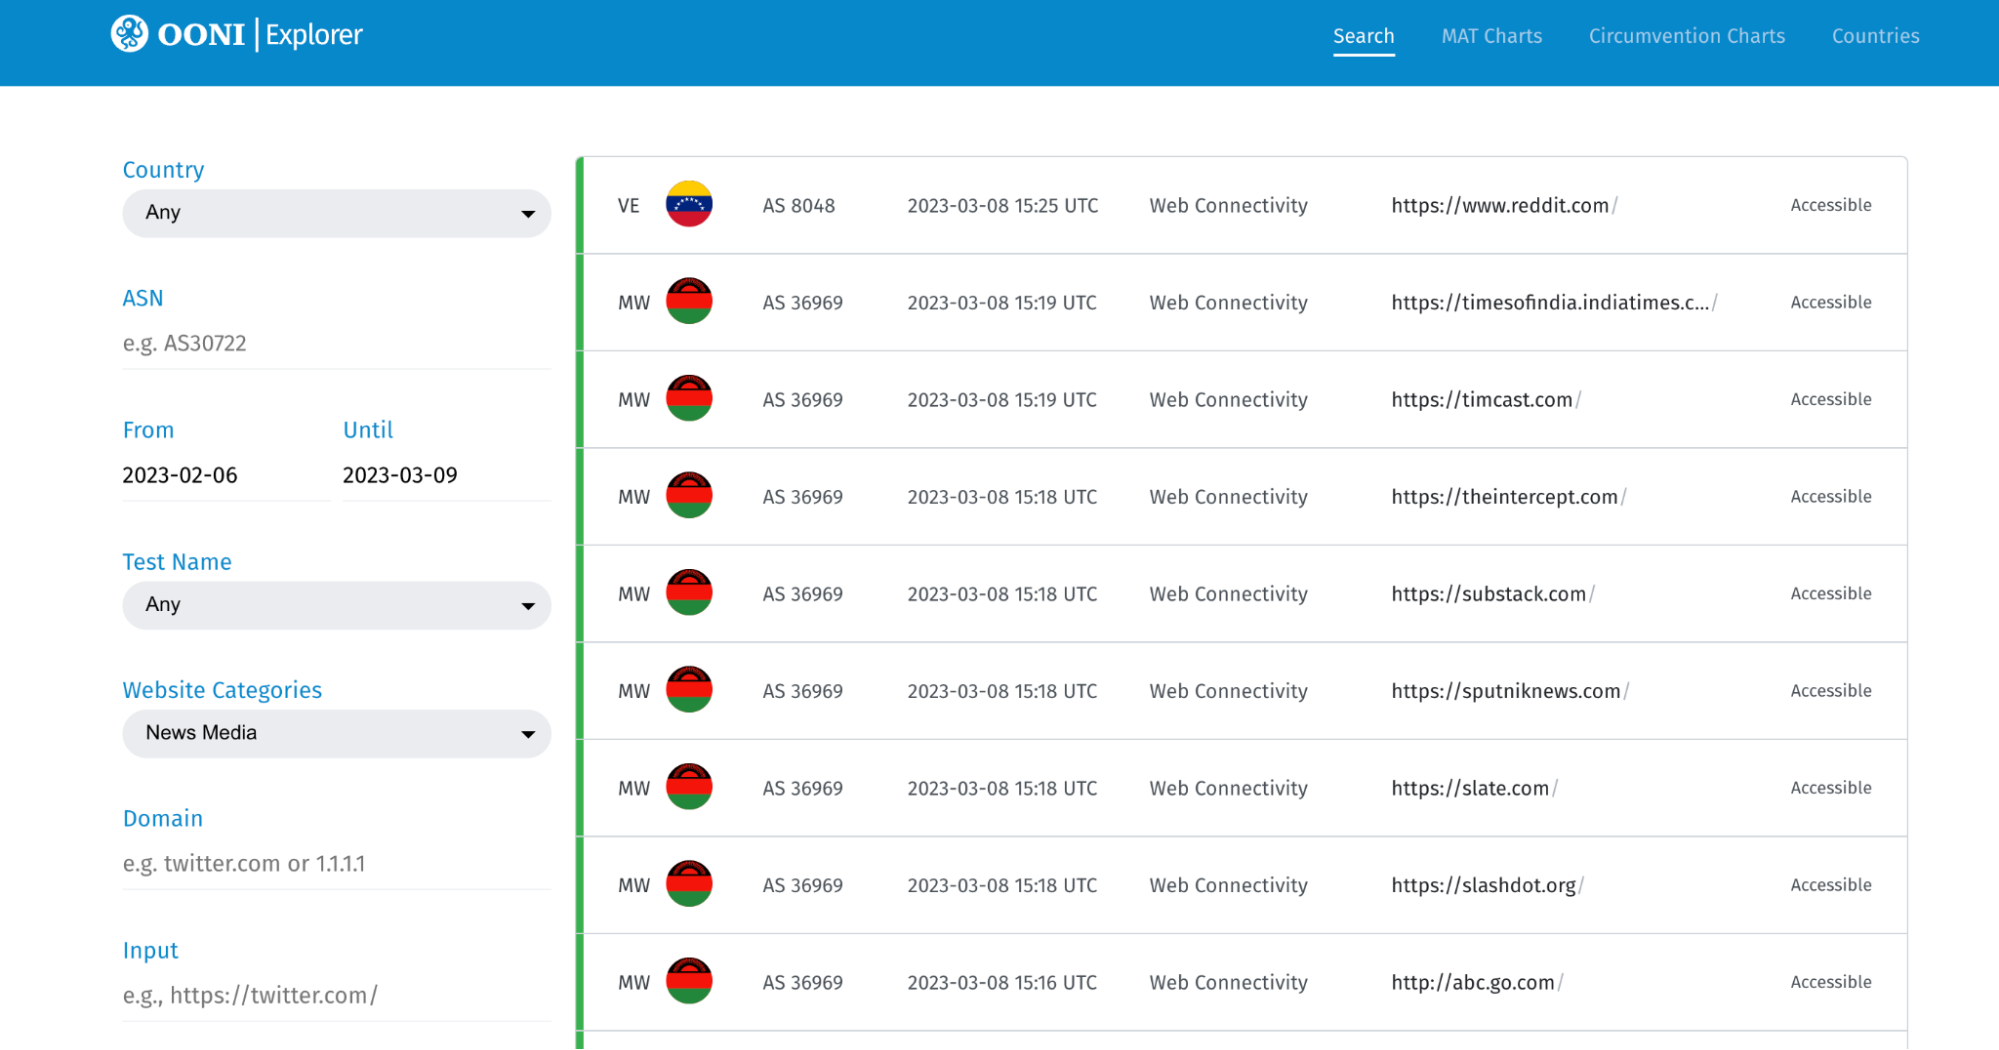 OONI | Explorer
Search MAT Charts Circumvention Charts Countries
Country
Any
ASN
e.g. AS30722
From Until
2023-02-06 2023-03-09
Test Name
Any
Website Categories
News Media
Domain
e.g. twitter.com or 1.1.1.1
Input
e.g., https://twitter.com/
VE AS 8048 2023-03-08 15:25 UTC Web Connectivity https://www.reddit.com/ Accessible
MW AS 36969 2023-03-08 15:19 UTC Web Connectivity https://timesofindia.indiatimes.c.../ Accessible
MW AS 36969 2023-03-08 15:19 UTC Web Connectivity https://timcast.com/ Accessible
MW AS 36969 2023-03-08 15:18 UTC Web Connectivity https://theintercept.com/ Accessible
MW AS 36969 2023-03-08 15:18 UTC Web Connectivity https://substack.com/ Accessible
MW AS 36969 2023-03-08 15:18 UTC Web Connectivity https://sputniknews.com/ Accessible
MW AS 36969 2023-03-08 15:18 UTC Web Connectivity https://slate.com/ Accessible
MW AS 36969 2023-03-08 15:18 UTC Web Connectivity https://slashdot.org/ Accessible
MW AS 36969 2023-03-08 15:16 UTC Web Connectivity http://abc.go.com/ Accessible